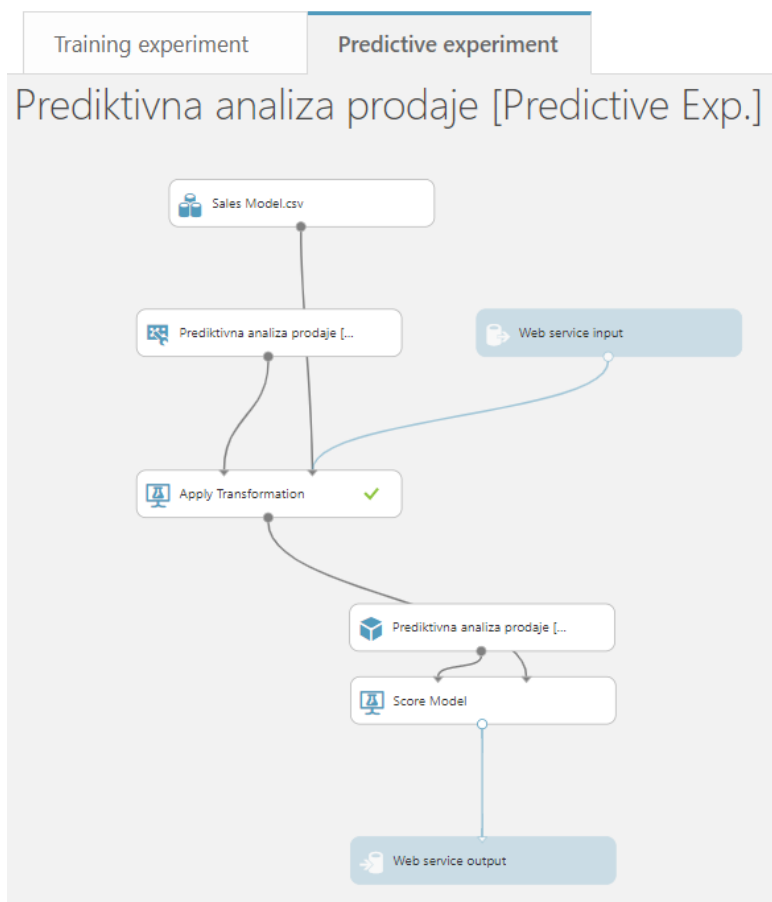 Training experiment
Predictive experiment
Prediktivna analiza prodaje [Predictive Exp.]
Sales Model.csv
Prediktivna analiza prodaje [...
Web service input
Apply Transformation
Prediktivna analiza prodaje [...
Score Model
Web service output